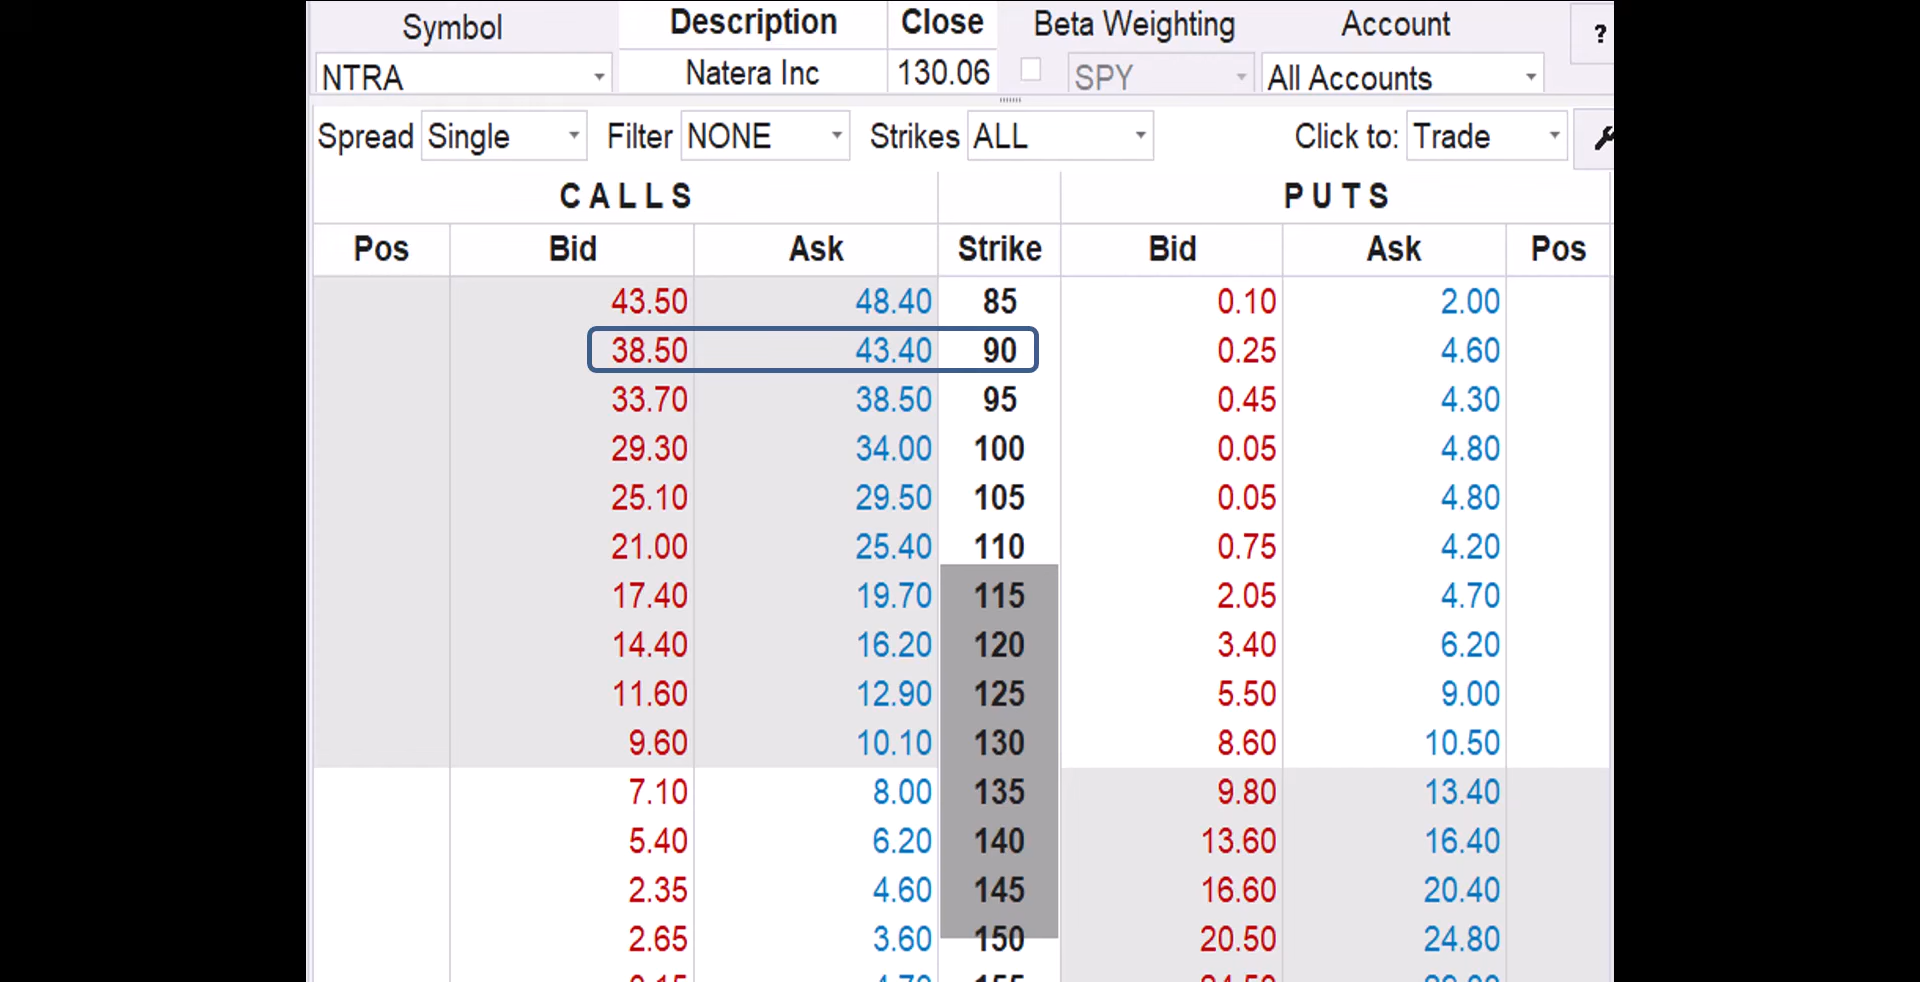 Symbol Description Close Beta Weighting Account ?
NTRA Natera Inc 130.06 SPY All Accounts
Spread Single Filter NONE Strikes ALL Click to: Trade
CALLS PUTS
Pos Bid Ask Strike Bid Ask Pos
43.50 48.40 85 0.10 2.00
38.50 43.40 90 0.25 4.60
33.70 38.50 95 0.45 4.30
29.30 34.00 100 0.05 4.80
25.10 29.50 105 0.05 4.80
21.00 25.40 110 0.75 4.20
17.40 19.70 115 2.05 4.70
14.40 16.20 120 3.40 6.20
11.60 12.90 125 5.50 9.00
9.60 10.10 130 8.60 10.50
7.10 8.00 135 9.80 13.40
5.40 6.20 140 13.60 16.40
2.35 4.60 145 16.60 20.40
2.65 3.60 150 20.50 24.80